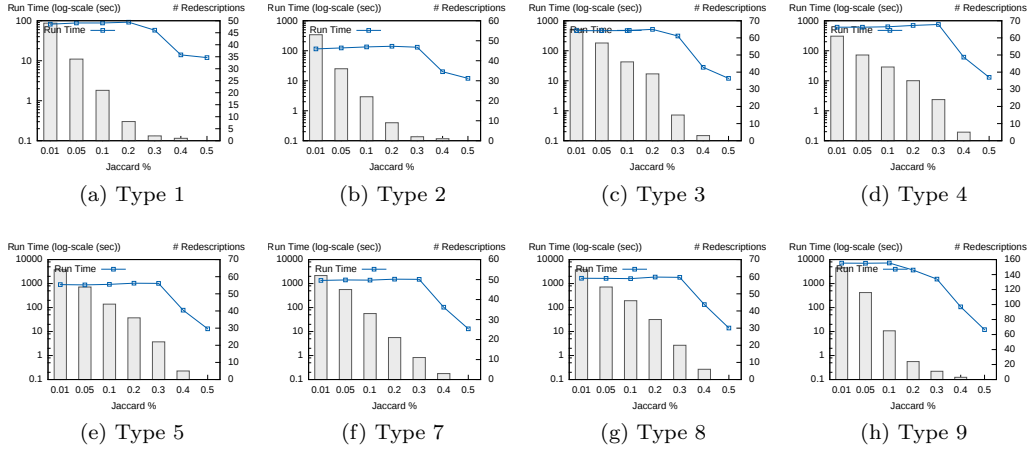 Run Time (log-scale (sec)) # Redescriptions
Run Time
100 10 1 0.1
50 45 40 35 30 25 20 15 10 5 0
0.01 0.05 0.1 0.2 0.3 0.4 0.5
Jaccard %
(a) Type 1
Run Time (log-scale (sec)) # Redescriptions
Run Time
1000 100 10 1 0.1
60 50 40 30 20 10 0
0.01 0.05 0.1 0.2 0.3 0.4 0.5
Jaccard %
(b) Type 2
Run Time (log-scale (sec)) # Redescriptions
Run Time
1000 100 10 1 0.1
70 60 50 40 30 20 10 0
0.01 0.05 0.1 0.2 0.3 0.4 0.5
Jaccard %
(c) Type 3
Run Time (log-scale (sec)) # Redescriptions
Run Time
1000 100 10 1 0.1
70 60 50 40 30 20 10 0
0.01 0.05 0.1 0.2 0.3 0.4 0.5
Jaccard %
(d) Type 4
Run Time (log-scale (sec)) # Redescriptions
Run Time
10000 1000 100 10 1 0.1
70 60 50 40 30 20 10 0
0.01 0.05 0.1 0.2 0.3 0.4 0.5
Jaccard %
(e) Type 5
Run Time (log-scale (sec)) # Redescriptions
Run Time
10000 1000 100 10 1 0.1
60 50 40 30 20 10 0
0.01 0.05 0.1 0.2 0.3 0.4 0.5
Jaccard %
(f) Type 7
Run Time (log-scale (sec)) # Redescriptions
Run Time
10000 1000 100 10 1 0.1
70 60 50 40 30 20 10 0
0.01 0.05 0.1 0.2 0.3 0.4 0.5
Jaccard %
(g) Type 8
Run Time (log-scale (sec)) # Redescriptions
Run Time
10000 1000 100 10 1 0.1
160 140 120 100 80 60 40 20 0
0.01 0.05 0.1 0.2 0.3 0.4 0.5
Jaccard %
(h) Type 9